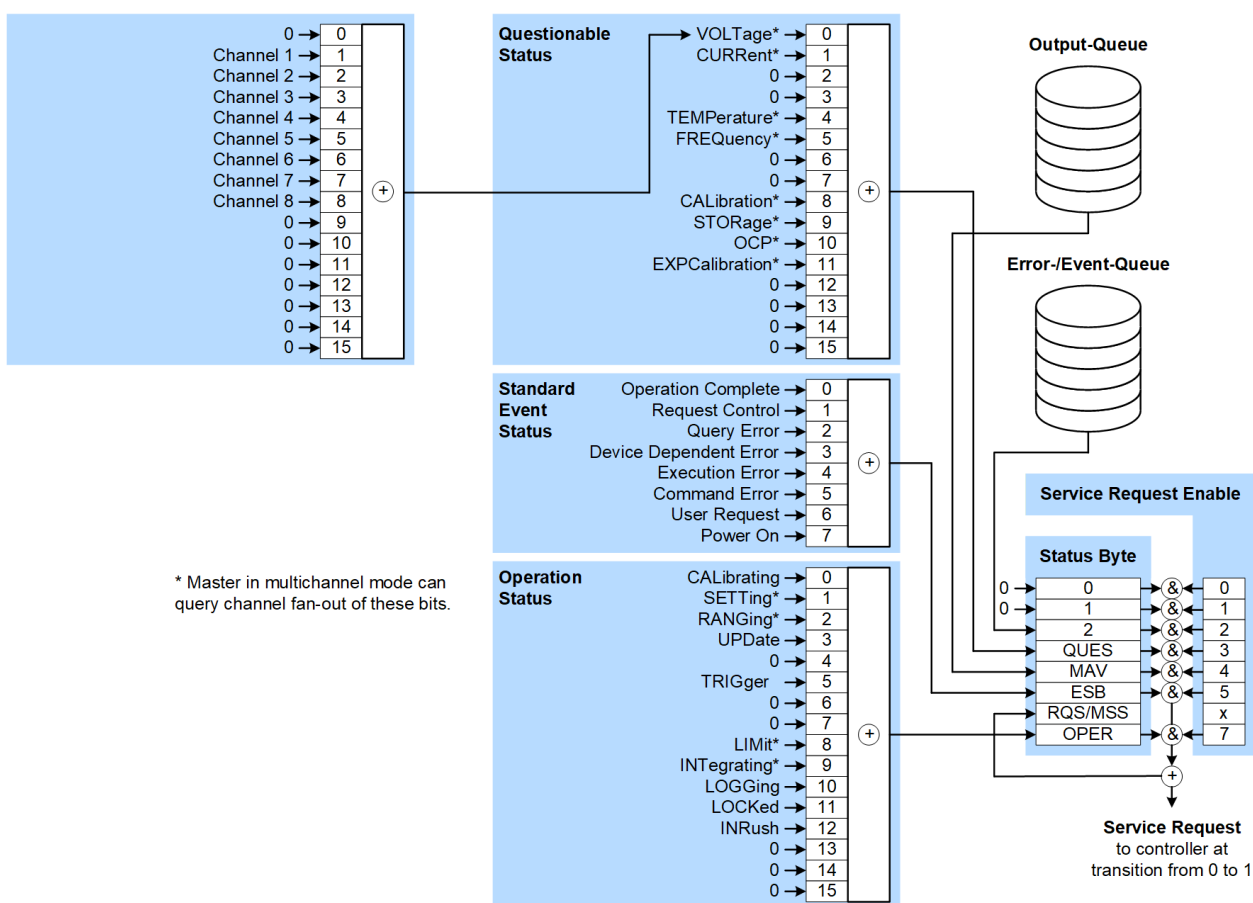 0 0
Channel 1 1
Channel 2 2
Channel 3 3
Channel 4 4
Channel 5 5
Channel 6 6
Channel 7 7
Channel 8 8
0 9
0 10
0 11
0 12
0 13
0 14
0 15
+
Questionable
Status
VOLTage* 0
CURRent* 1
0 2
0 3
TEMPerature* 4
FREQuency* 5
0 6
0 7
CALibration* 8
STORage* 9
OCP* 10
EXPCalibration* 11
0 12
0 13
0 14
0 15
+
Standard
Event
Status
Operation Complete 0
Request Control 1
Query Error 2
Device Dependent Error 3
Execution Error 4
Command Error 5
User Request 6
Power On 7
+
* Master in multichannel mode can
query channel fan-out of these bits.
Operation
Status
CALibrating 0
SETTing* 1
RANGing* 2
UPDate 3
0 4
TRIGger 5
0 6
0 7
LIMit* 8
INTegrating* 9
LOGGing 10
LOCKed 11
INRush 12
0 13
0 14
0 15
+
Output-Queue
Error-/Event-Queue
Service Request Enable
Status Byte
0 0 & 0
0 1 & 1
2 & 2
QUES & 3
MAV & 4
ESB & 5
RQS/MSS x
OPER & 7
+
Service Request
to controller at
transition from 0 to 1